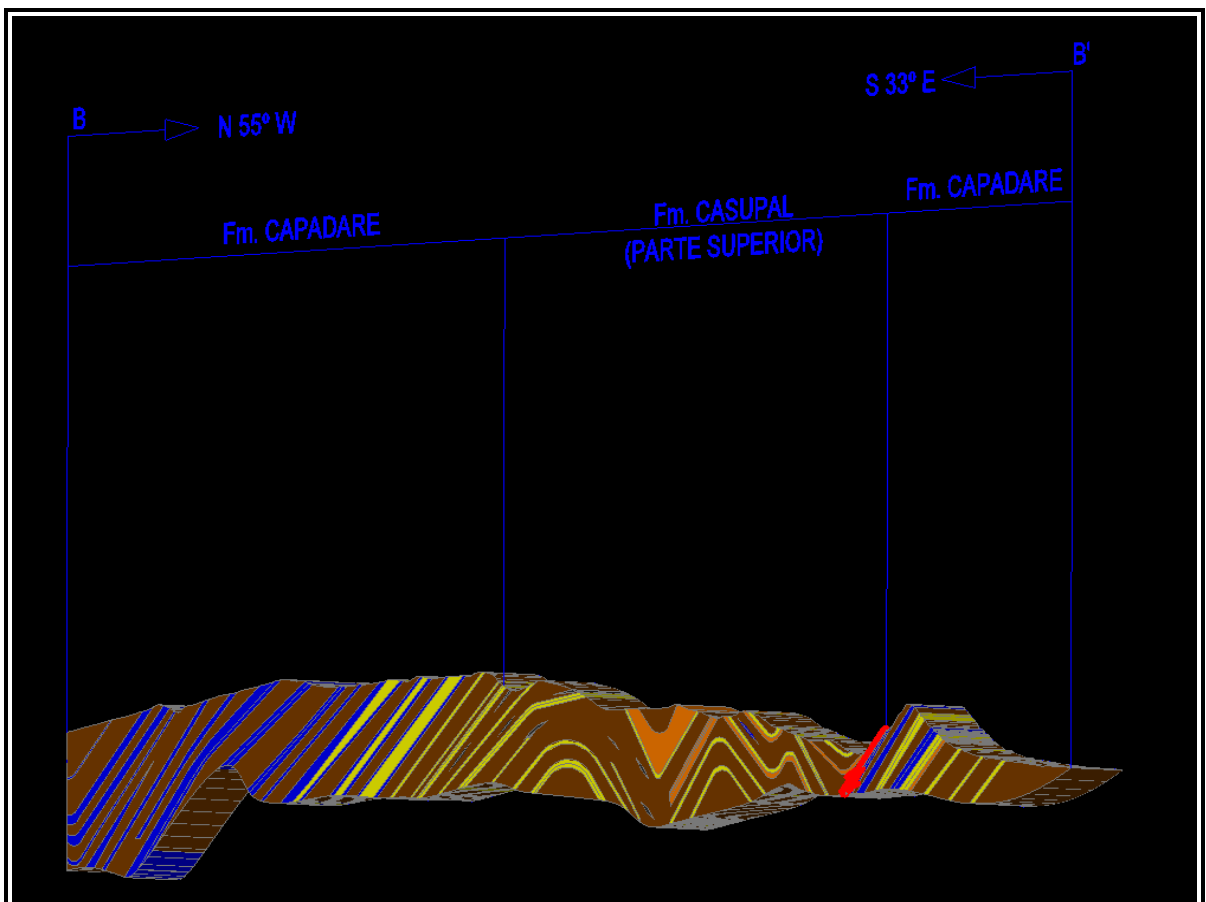 B'
S 33º E
B
N 55º W
Fm. CAPADARE
Fm. CASUPAL
(PARTE SUPERIOR)
Fm. CAPADARE